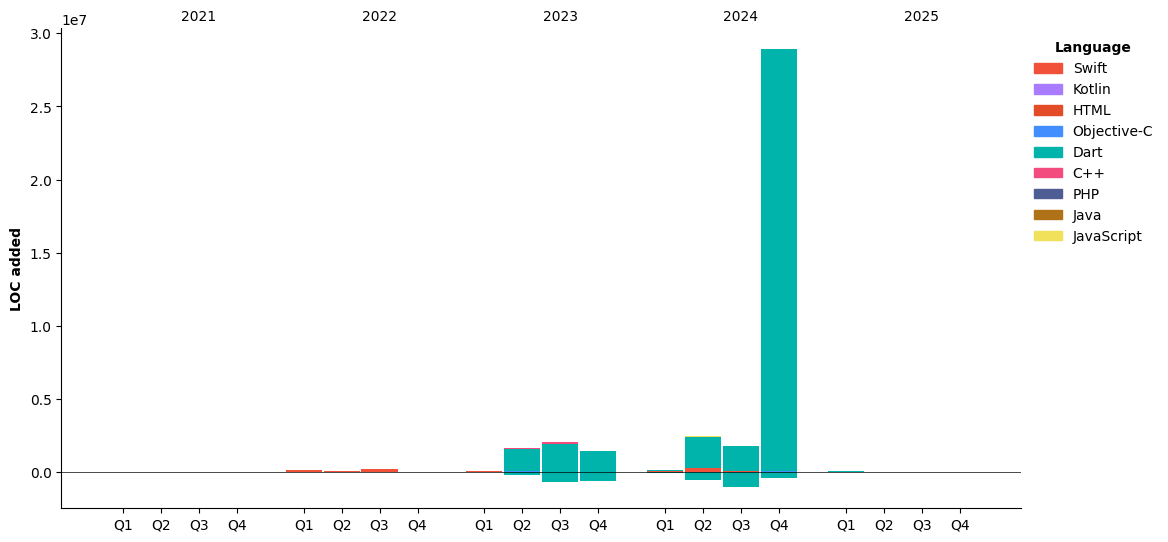 1e7
2021 2022 2023 2024 2025
3.0
2.5
2.0
1.5
1.0
0.5
0.0
LOC added
Q1 Q2 Q3 Q4 Q1 Q2 Q3 Q4 Q1 Q2 Q3 Q4 Q1 Q2 Q3 Q4 Q1 Q2 Q3 Q4
Language
Swift
Kotlin
HTML
Objective-C
Dart
C++
PHP
Java
JavaScript